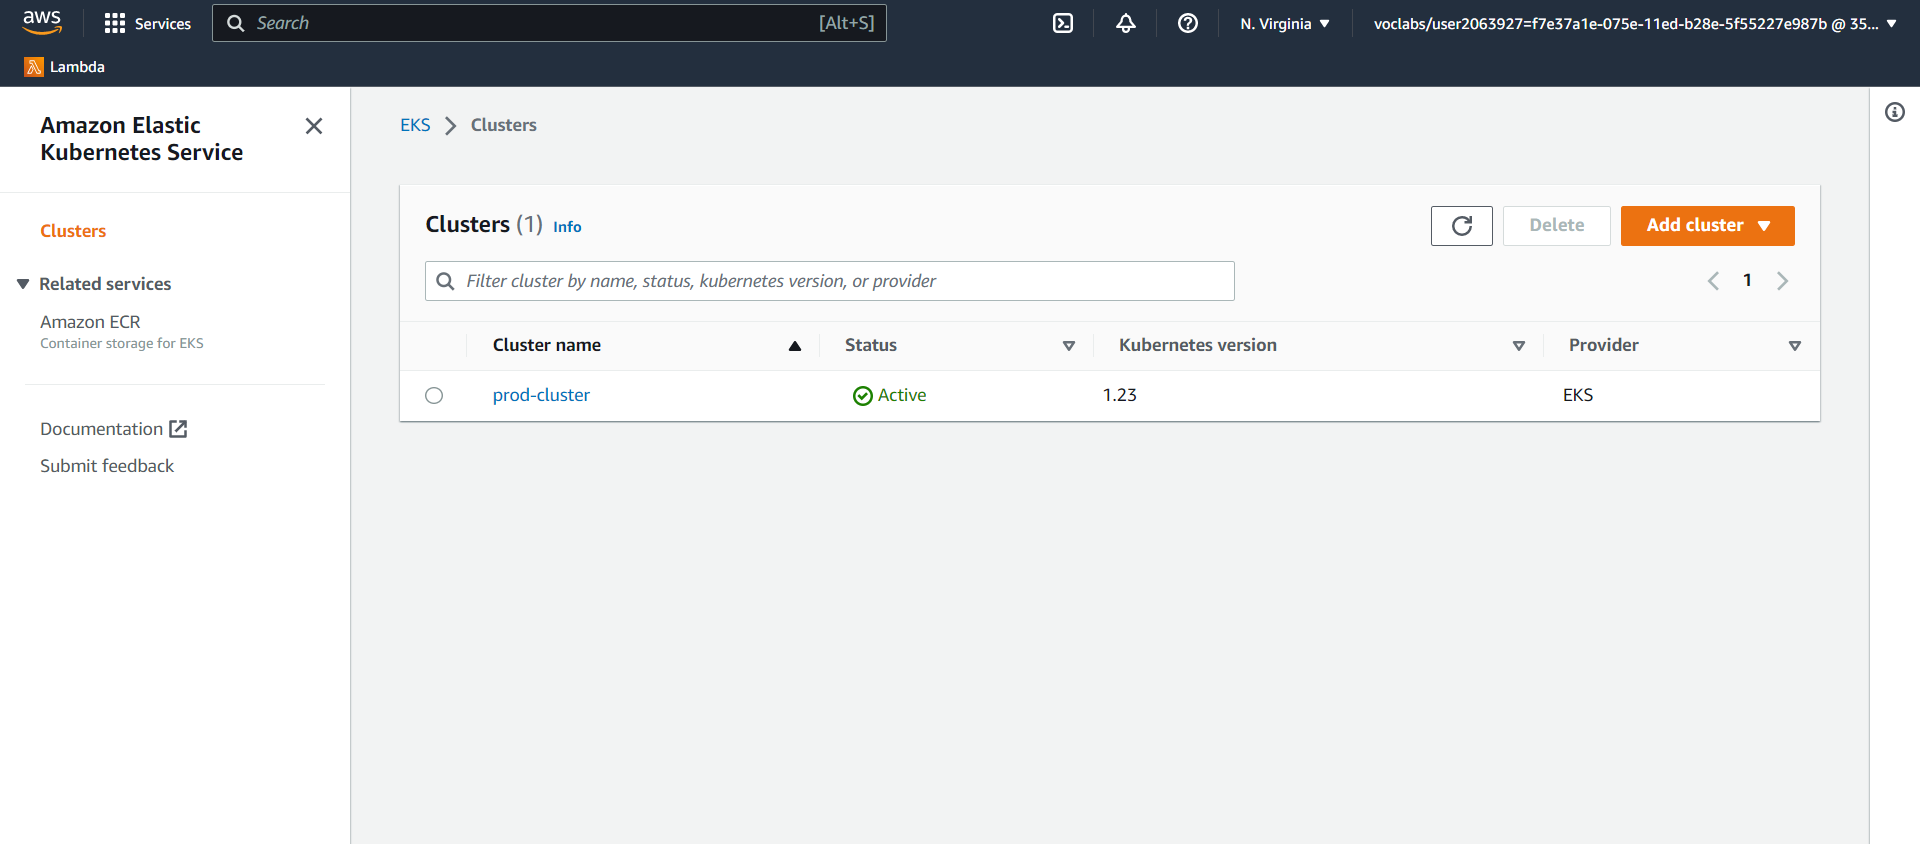 aws
Services
Search [Alt+S]
N. Virginia
voclabs/user2063927=f7e37a1e-075e-11ed-b28e-5f55227e987b @ 35...
Lambda
Amazon Elastic
Kubernetes Service
Clusters
Related services
Amazon ECR
Container storage for EKS
Documentation
Submit feedback
EKS > Clusters
Clusters (1) Info
Delete
Add cluster
Filter cluster by name, status, kubernetes version, or provider
1
Cluster name Status Kubernetes version Provider
prod-cluster Active 1.23 EKS